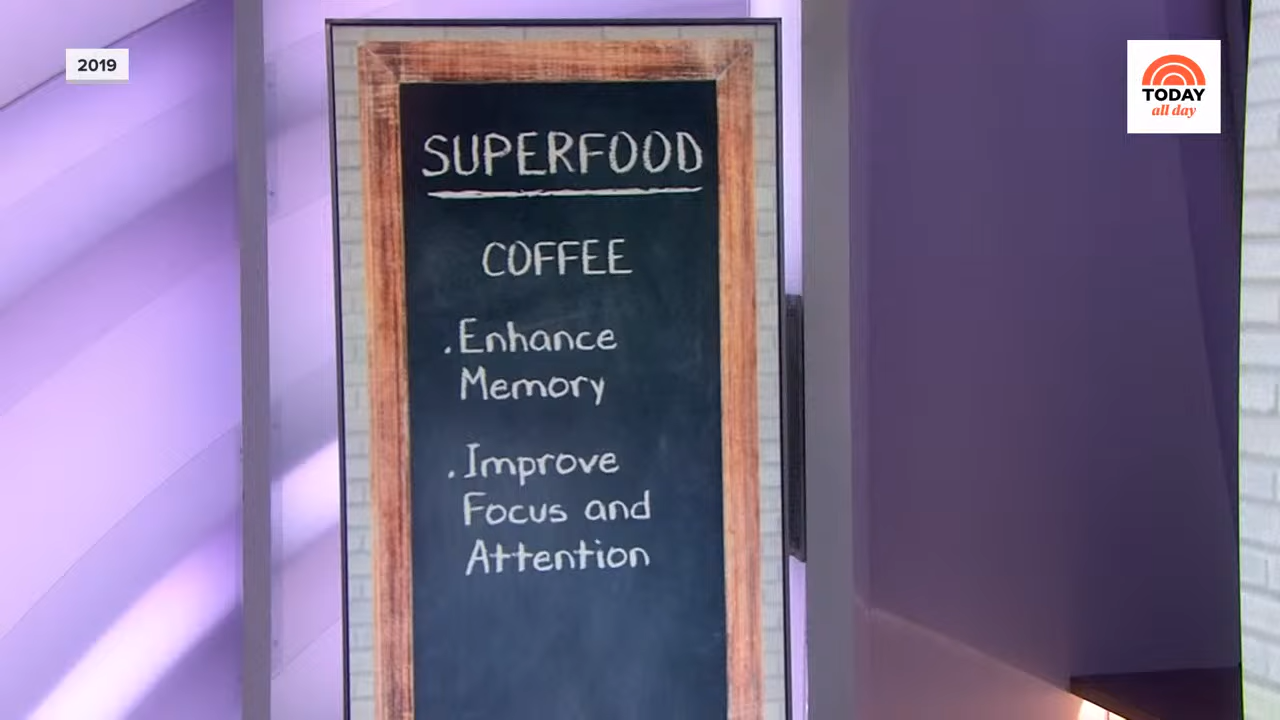 2019
TODAY
all day
SUPERFOOD
COFFEE
.Enhance
Memory
.Improve
Focus and
Attention